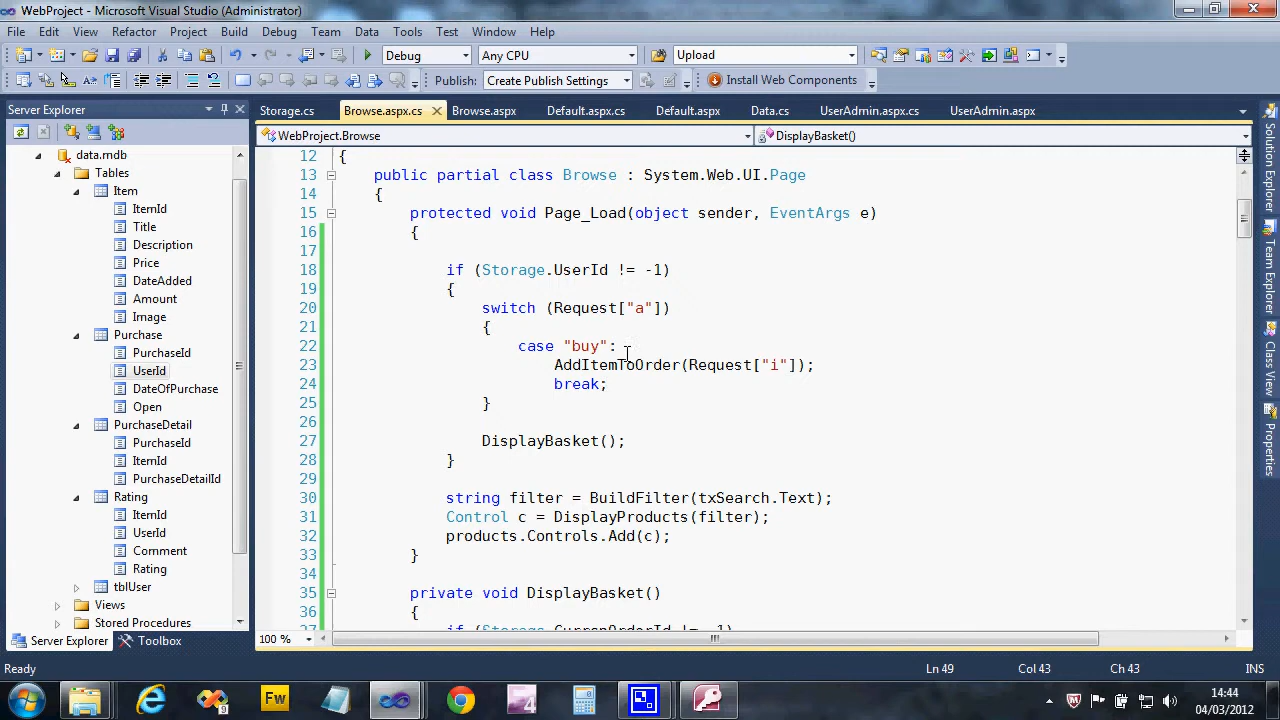 WebProject - Microsoft Visual Studio (Administrator)
File Edit View Refactor Project Build Debug Team Data Tools Test Window Help
Debug Any CPU Upload
Publish: Create Publish Settings Install Web Components
Server Explorer
Storage.cs Browse.aspx.cs Browse.aspx Default.aspx.cs Default.aspx Data.cs UserAdmin.aspx.cs UserAdmin.aspx
WebProject.Browse DisplayBasket()
data.mdb
Tables
Item
ItemId
Title
Description
Price
DateAdded
Amount
Image
Purchase
PurchaseId
UserId
DateOfPurchase
Open
PurchaseDetail
PurchaseId
ItemId
PurchaseDetailId
Rating
ItemId
UserId
Comment
Rating
tblUser
Views
Stored Procedures
Server Explorer Toolbox
12 {
13 public partial class Browse : System.Web.UI.Page
14 {
15 protected void Page_Load(object sender, EventArgs e)
16 {
17
18 if (Storage.UserId != -1)
19 {
20 switch (Request["a"])
21 {
22 case "buy":
23 AddItemToOrder(Request["i"]);
24 break;
25 }
26
27 DisplayBasket();
28 }
29
30 string filter = BuildFilter(txSearch.Text);
31 Control c = DisplayProducts(filter);
32 products.Controls.Add(c);
33 }
34
35 private void DisplayBasket()
36 {
37 if (Storage.CurrenOrderId != -1)
100 %
Solution Explorer
Team Explorer
Class View
Properties
Ready Ln 49 Col 43 Ch 43 INS
Fw
4
14:44
04/03/2012